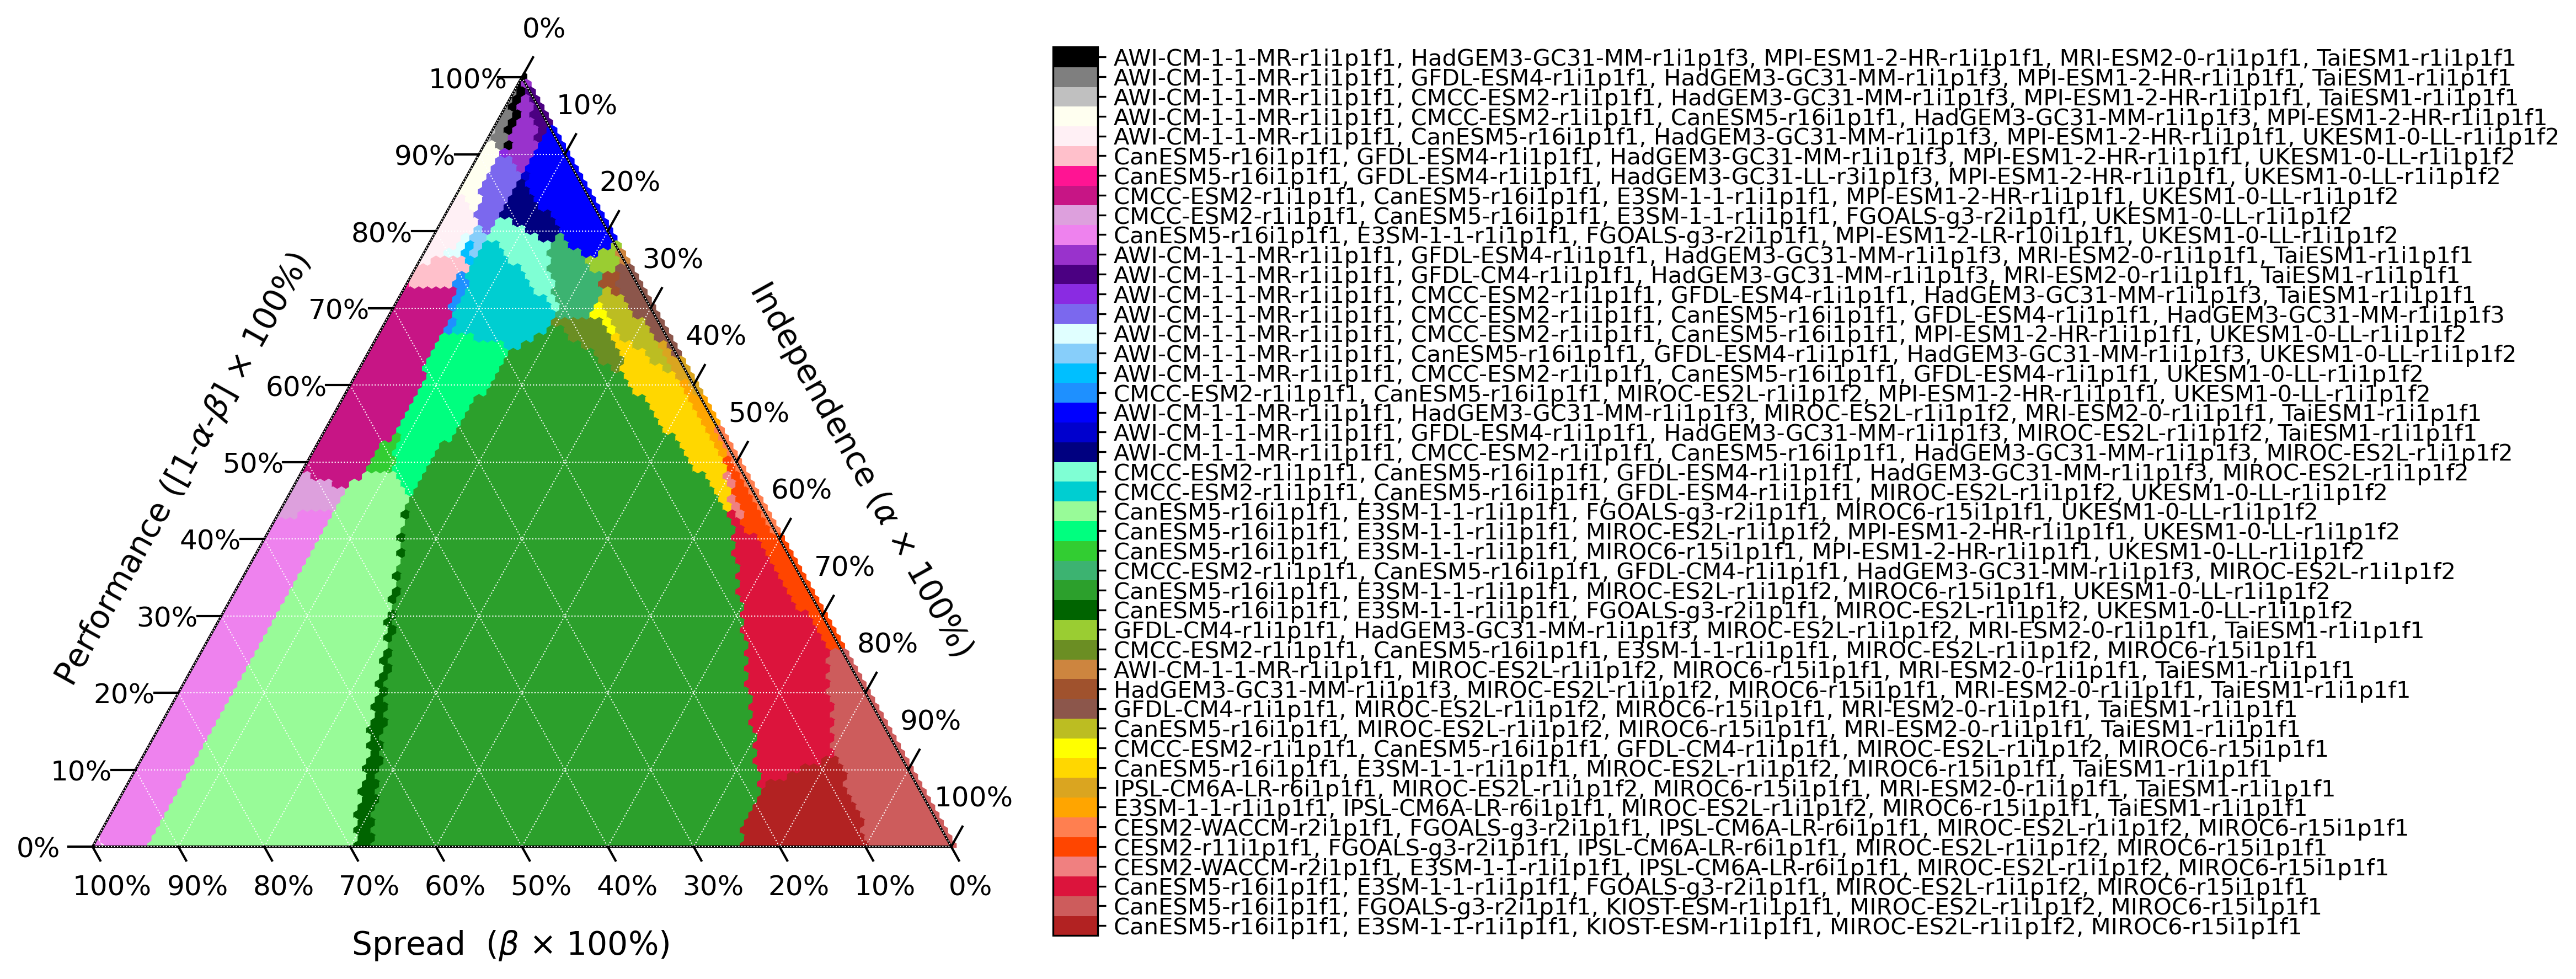 0%
100%
90%
80%
70%
60%
50%
40%
30%
20%
10%
0%
Performance ([1-α-β] × 100%)
10%
20%
30%
40%
50%
60%
70%
80%
90%
100%
Independence (α × 100%)
100% 90% 80% 70% 60% 50% 40% 30% 20% 10% 0%
Spread (β × 100%)
AWI-CM-1-1-MR-r1i1p1f1, HadGEM3-GC31-MM-r1i1p1f3, MPI-ESM1-2-HR-r1i1p1f1, MRI-ESM2-0-r1i1p1f1, TaiESM1-r1i1p1f1
AWI-CM-1-1-MR-r1i1p1f1, GFDL-ESM4-r1i1p1f1, HadGEM3-GC31-MM-r1i1p1f3, MPI-ESM1-2-HR-r1i1p1f1, TaiESM1-r1i1p1f1
AWI-CM-1-1-MR-r1i1p1f1, CMCC-ESM2-r1i1p1f1, HadGEM3-GC31-MM-r1i1p1f3, MPI-ESM1-2-HR-r1i1p1f1, TaiESM1-r1i1p1f1
AWI-CM-1-1-MR-r1i1p1f1, CMCC-ESM2-r1i1p1f1, CanESM5-r16i1p1f1, HadGEM3-GC31-MM-r1i1p1f3, MPI-ESM1-2-HR-r1i1p1f1
AWI-CM-1-1-MR-r1i1p1f1, CanESM5-r16i1p1f1, HadGEM3-GC31-MM-r1i1p1f3, MPI-ESM1-2-HR-r1i1p1f1, UKESM1-0-LL-r1i1p1f2
CanESM5-r16i1p1f1, GFDL-ESM4-r1i1p1f1, HadGEM3-GC31-MM-r1i1p1f3, MPI-ESM1-2-HR-r1i1p1f1, UKESM1-0-LL-r1i1p1f2
CanESM5-r16i1p1f1, GFDL-ESM4-r1i1p1f1, HadGEM3-GC31-LL-r3i1p1f3, MPI-ESM1-2-HR-r1i1p1f1, UKESM1-0-LL-r1i1p1f2
CMCC-ESM2-r1i1p1f1, CanESM5-r16i1p1f1, E3SM-1-1-r1i1p1f1, MPI-ESM1-2-HR-r1i1p1f1, UKESM1-0-LL-r1i1p1f2
CMCC-ESM2-r1i1p1f1, CanESM5-r16i1p1f1, E3SM-1-1-r1i1p1f1, FGOALS-g3-r2i1p1f1, UKESM1-0-LL-r1i1p1f2
CanESM5-r16i1p1f1, E3SM-1-1-r1i1p1f1, FGOALS-g3-r2i1p1f1, MPI-ESM1-2-LR-r10i1p1f1, UKESM1-0-LL-r1i1p1f2
AWI-CM-1-1-MR-r1i1p1f1, GFDL-ESM4-r1i1p1f1, HadGEM3-GC31-MM-r1i1p1f3, MRI-ESM2-0-r1i1p1f1, TaiESM1-r1i1p1f1
AWI-CM-1-1-MR-r1i1p1f1, GFDL-CM4-r1i1p1f1, HadGEM3-GC31-MM-r1i1p1f3, MRI-ESM2-0-r1i1p1f1, TaiESM1-r1i1p1f1
AWI-CM-1-1-MR-r1i1p1f1, CMCC-ESM2-r1i1p1f1, GFDL-ESM4-r1i1p1f1, HadGEM3-GC31-MM-r1i1p1f3, TaiESM1-r1i1p1f1
AWI-CM-1-1-MR-r1i1p1f1, CMCC-ESM2-r1i1p1f1, CanESM5-r16i1p1f1, GFDL-ESM4-r1i1p1f1, HadGEM3-GC31-MM-r1i1p1f3
AWI-CM-1-1-MR-r1i1p1f1, CMCC-ESM2-r1i1p1f1, CanESM5-r16i1p1f1, MPI-ESM1-2-HR-r1i1p1f1, UKESM1-0-LL-r1i1p1f2
AWI-CM-1-1-MR-r1i1p1f1, CanESM5-r16i1p1f1, GFDL-ESM4-r1i1p1f1, HadGEM3-GC31-MM-r1i1p1f3, UKESM1-0-LL-r1i1p1f2
AWI-CM-1-1-MR-r1i1p1f1, CMCC-ESM2-r1i1p1f1, CanESM5-r16i1p1f1, GFDL-ESM4-r1i1p1f1, UKESM1-0-LL-r1i1p1f2
CMCC-ESM2-r1i1p1f1, CanESM5-r16i1p1f1, MIROC-ES2L-r1i1p1f2, MPI-ESM1-2-HR-r1i1p1f1, UKESM1-0-LL-r1i1p1f2
AWI-CM-1-1-MR-r1i1p1f1, HadGEM3-GC31-MM-r1i1p1f3, MIROC-ES2L-r1i1p1f2, MRI-ESM2-0-r1i1p1f1, TaiESM1-r1i1p1f1
AWI-CM-1-1-MR-r1i1p1f1, GFDL-ESM4-r1i1p1f1, HadGEM3-GC31-MM-r1i1p1f3, MIROC-ES2L-r1i1p1f2, TaiESM1-r1i1p1f1
AWI-CM-1-1-MR-r1i1p1f1, CMCC-ESM2-r1i1p1f1, CanESM5-r16i1p1f1, HadGEM3-GC31-MM-r1i1p1f3, MIROC-ES2L-r1i1p1f2
CMCC-ESM2-r1i1p1f1, CanESM5-r16i1p1f1, GFDL-ESM4-r1i1p1f1, HadGEM3-GC31-MM-r1i1p1f3, MIROC-ES2L-r1i1p1f2
CMCC-ESM2-r1i1p1f1, CanESM5-r16i1p1f1, GFDL-ESM4-r1i1p1f1, MIROC-ES2L-r1i1p1f2, UKESM1-0-LL-r1i1p1f2
CanESM5-r16i1p1f1, E3SM-1-1-r1i1p1f1, FGOALS-g3-r2i1p1f1, MIROC6-r15i1p1f1, UKESM1-0-LL-r1i1p1f2
CanESM5-r16i1p1f1, E3SM-1-1-r1i1p1f1, MIROC-ES2L-r1i1p1f2, MPI-ESM1-2-HR-r1i1p1f1, UKESM1-0-LL-r1i1p1f2
CanESM5-r16i1p1f1, E3SM-1-1-r1i1p1f1, MIROC6-r15i1p1f1, MPI-ESM1-2-HR-r1i1p1f1, UKESM1-0-LL-r1i1p1f2
CMCC-ESM2-r1i1p1f1, CanESM5-r16i1p1f1, GFDL-CM4-r1i1p1f1, HadGEM3-GC31-MM-r1i1p1f3, MIROC-ES2L-r1i1p1f2
CanESM5-r16i1p1f1, E3SM-1-1-r1i1p1f1, MIROC-ES2L-r1i1p1f2, MIROC6-r15i1p1f1, UKESM1-0-LL-r1i1p1f2
CanESM5-r16i1p1f1, E3SM-1-1-r1i1p1f1, FGOALS-g3-r2i1p1f1, MIROC-ES2L-r1i1p1f2, UKESM1-0-LL-r1i1p1f2
GFDL-CM4-r1i1p1f1, HadGEM3-GC31-MM-r1i1p1f3, MIROC-ES2L-r1i1p1f2, MRI-ESM2-0-r1i1p1f1, TaiESM1-r1i1p1f1
CMCC-ESM2-r1i1p1f1, CanESM5-r16i1p1f1, E3SM-1-1-r1i1p1f1, MIROC-ES2L-r1i1p1f2, MIROC6-r15i1p1f1
AWI-CM-1-1-MR-r1i1p1f1, MIROC-ES2L-r1i1p1f2, MIROC6-r15i1p1f1, MRI-ESM2-0-r1i1p1f1, TaiESM1-r1i1p1f1
HadGEM3-GC31-MM-r1i1p1f3, MIROC-ES2L-r1i1p1f2, MIROC6-r15i1p1f1, MRI-ESM2-0-r1i1p1f1, TaiESM1-r1i1p1f1
GFDL-CM4-r1i1p1f1, MIROC-ES2L-r1i1p1f2, MIROC6-r15i1p1f1, MRI-ESM2-0-r1i1p1f1, TaiESM1-r1i1p1f1
CanESM5-r16i1p1f1, MIROC-ES2L-r1i1p1f2, MIROC6-r15i1p1f1, MRI-ESM2-0-r1i1p1f1, TaiESM1-r1i1p1f1
CMCC-ESM2-r1i1p1f1, CanESM5-r16i1p1f1, GFDL-CM4-r1i1p1f1, MIROC-ES2L-r1i1p1f2, MIROC6-r15i1p1f1
CanESM5-r16i1p1f1, E3SM-1-1-r1i1p1f1, MIROC-ES2L-r1i1p1f2, MIROC6-r15i1p1f1, TaiESM1-r1i1p1f1
IPSL-CM6A-LR-r6i1p1f1, MIROC-ES2L-r1i1p1f2, MIROC6-r15i1p1f1, MRI-ESM2-0-r1i1p1f1, TaiESM1-r1i1p1f1
E3SM-1-1-r1i1p1f1, IPSL-CM6A-LR-r6i1p1f1, MIROC-ES2L-r1i1p1f2, MIROC6-r15i1p1f1, TaiESM1-r1i1p1f1
CESM2-WACCM-r2i1p1f1, FGOALS-g3-r2i1p1f1, IPSL-CM6A-LR-r6i1p1f1, MIROC-ES2L-r1i1p1f2, MIROC6-r15i1p1f1
CESM2-r11i1p1f1, FGOALS-g3-r2i1p1f1, IPSL-CM6A-LR-r6i1p1f1, MIROC-ES2L-r1i1p1f2, MIROC6-r15i1p1f1
CESM2-WACCM-r2i1p1f1, E3SM-1-1-r1i1p1f1, IPSL-CM6A-LR-r6i1p1f1, MIROC-ES2L-r1i1p1f2, MIROC6-r15i1p1f1
CanESM5-r16i1p1f1, E3SM-1-1-r1i1p1f1, FGOALS-g3-r2i1p1f1, MIROC-ES2L-r1i1p1f2, MIROC6-r15i1p1f1
CanESM5-r16i1p1f1, FGOALS-g3-r2i1p1f1, KIOST-ESM-r1i1p1f1, MIROC-ES2L-r1i1p1f2, MIROC6-r15i1p1f1
CanESM5-r16i1p1f1, E3SM-1-1-r1i1p1f1, KIOST-ESM-r1i1p1f1, MIROC-ES2L-r1i1p1f2, MIROC6-r15i1p1f1